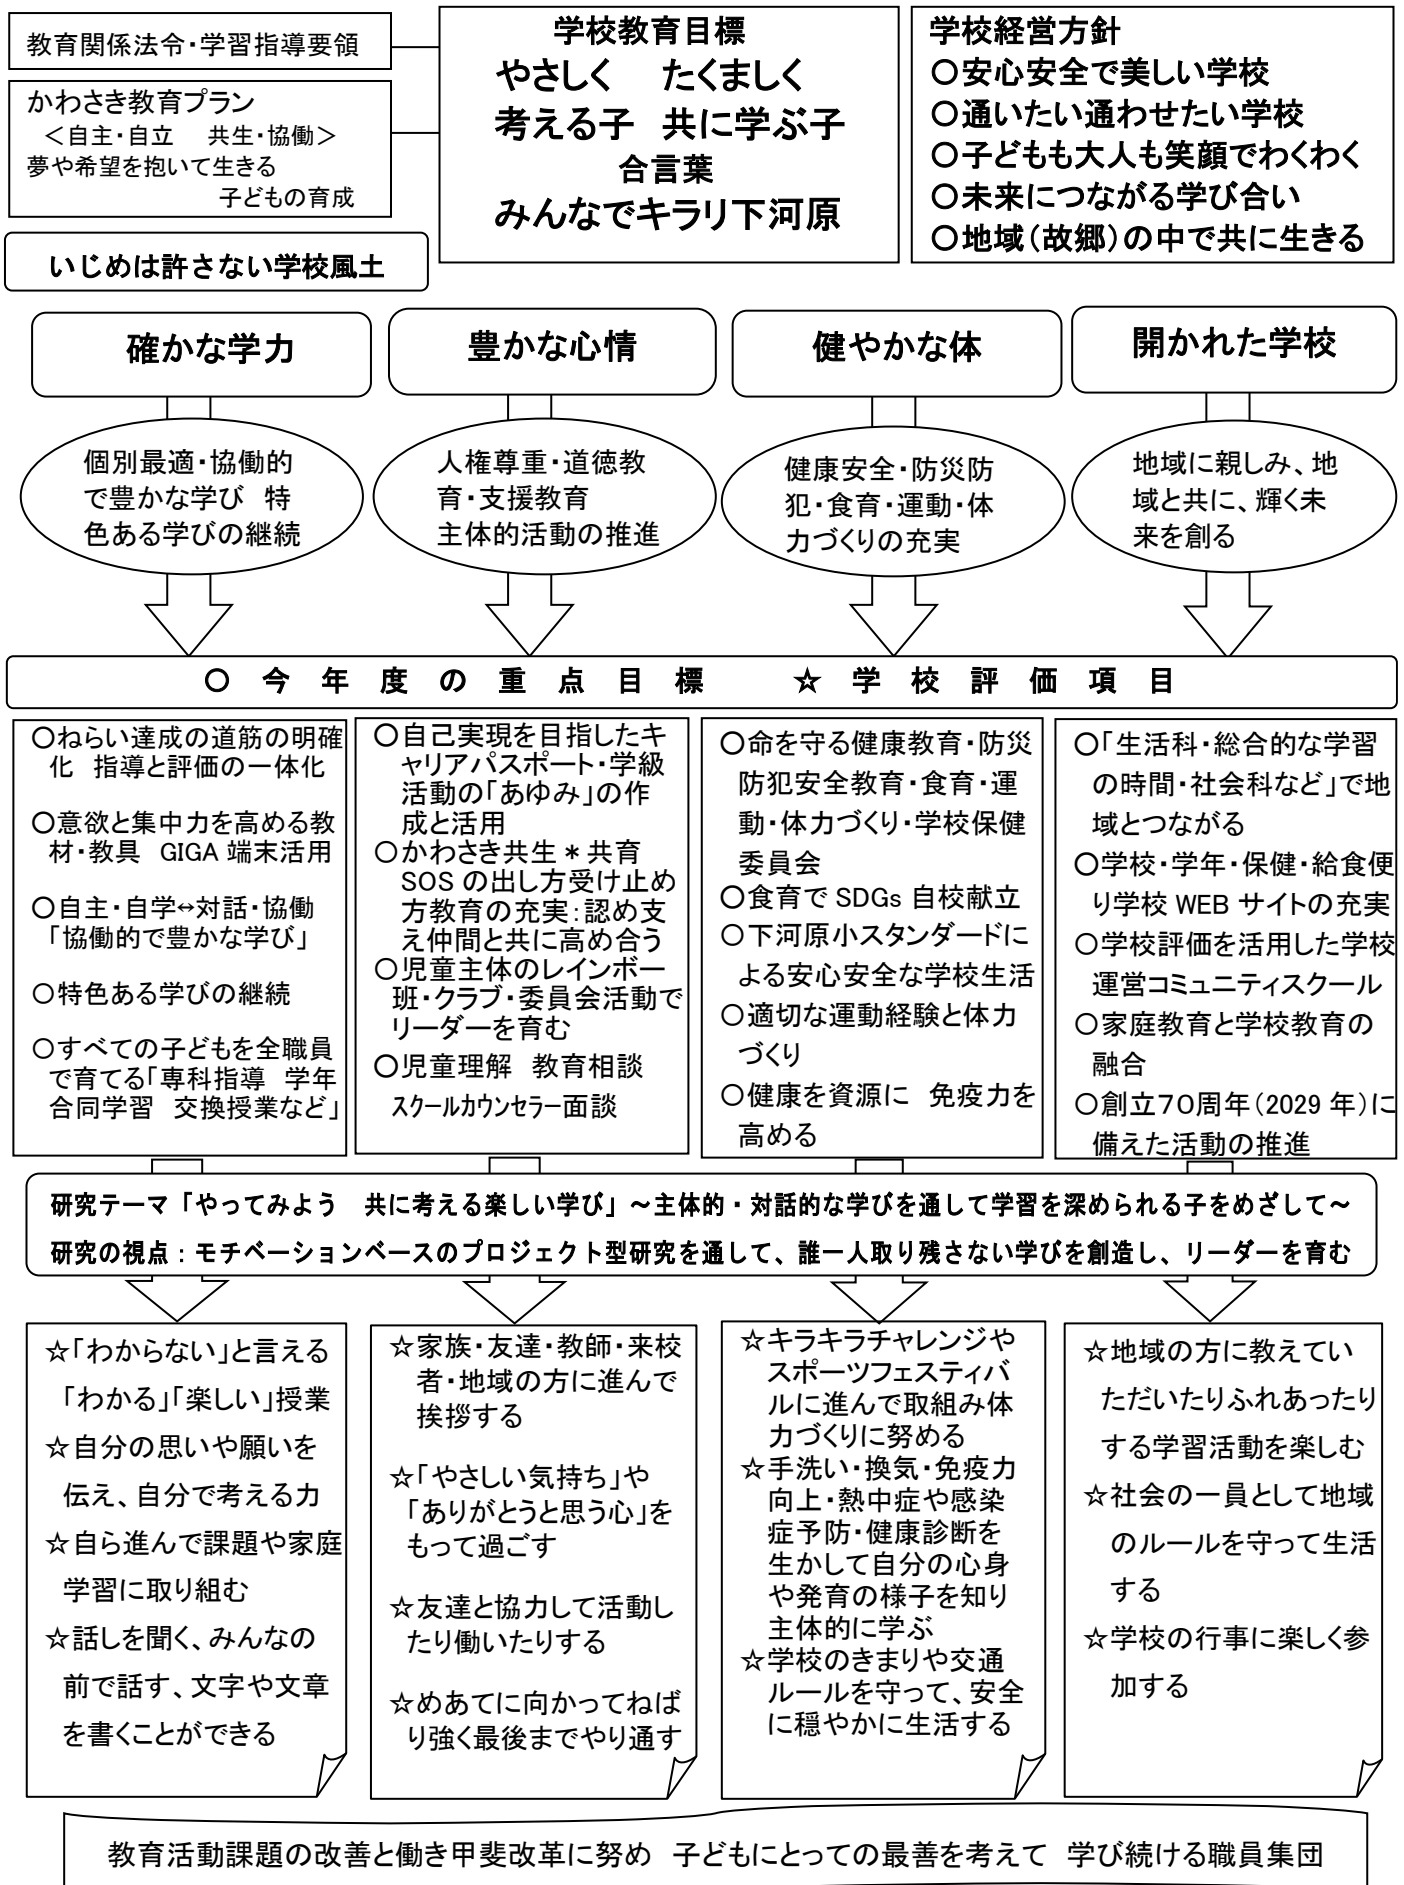 教育関係法令・学習指導要領
かわさき教育プラン
＜自主・自立　共生・協働＞
夢や希望を抱いて生きる
子どもの育成
いじめは許さない学校風土
学校教育目標
やさしく　たくましく
考える子　共に学ぶ子
合言葉
みんなでキラリ下河原
学校経営方針
○安心安全で美しい学校
○通いたい通わせたい学校
○子どもも大人も笑顔でわくわく
○未来につながる学び合い
○地域（故郷）の中で共に生きる
確かな学力
豊かな心情
健やかな体
開かれた学校
個別最適・協働的
で豊かな学び　特
色ある学びの継続
人権尊重・道徳教
育・支援教育
主体的活動の推進
健康安全・防災防
犯・食育・運動・体
力づくりの充実
地域に親しみ、地
域と共に、輝く未
来を創る
○今年度の重点目標　☆学校評価項目
○ねらい達成の道筋の明確
化　指導と評価の一体化
○意欲と集中力を高める教
材・教具　GIGA 端末活用
○自主・自学↔対話・協働
「協働的で豊かな学び」
○特色ある学びの継続
○すべての子どもを全職員
で育てる「専科指導　学年
合同学習　交換授業など」
○自己実現を目指したキ
ャリアパスポート・学級
活動の「あゆみ」の作
成と活用
○かわさき共生＊共育
SOS の出し方受け止め
方教育の充実：認め支
え仲間と共に高め合う
○児童主体のレインボー
班・クラブ・委員会活動で
リーダーを育む
○児童理解　教育相談
スクールカウンセラー面談
○命を守る健康教育・防災
防犯安全教育・食育・運
動・体力づくり・学校保健
委員会
○食育で SDGs 自校献立
○下河原小スタンダードに
よる安心安全な学校生活
○適切な運動経験と体力
づくり
○健康を資源に　免疫力を
高める
○「生活科・総合的な学習
の時間・社会科など」で地
域とつながる
○学校・学年・保健・給食便
り学校 WEB サイトの充実
○学校評価を活用した学校
運営コミュニティスクール
○家庭教育と学校教育の
融合
○創立７０周年（2029 年）に
備えた活動の推進
研究テーマ「やってみよう　共に考える楽しい学び」～主体的・対話的な学びを通して学習を深められる子をめざして～
研究の視点：モチベーションベースのプロジェクト型研究を通して、誰一人取り残さない学びを創造し、リーダーを育む
☆「わからない」と言える
「わかる」「楽しい」授業
☆自分の思いや願いを
伝え、自分で考える力
☆自ら進んで課題や家庭
学習に取り組む
☆話しを聞く、みんなの
前で話す、文字や文章
を書くことができる
☆家族・友達・教師・来校
者・地域の方に進んで
挨拶する
☆「やさしい気持ち」や
「ありがとうと思う心」を
もって過ごす
☆友達と協力して活動し
たり働いたりする
☆めあてに向かってねば
り強く最後までやり通す
☆キラキラチャレンジや
スポーツフェスティバ
ルに進んで取組み体
力づくりに努める
☆手洗い・換気・免疫力
向上・熱中症や感染
症予防・健康診断を
生かして自分の心身
や発育の様子を知り
主体的に学ぶ
☆学校のきまりや交通
ルールを守って、安全
に穏やかに生活する
☆地域の方に教えてい
ただいたりふれあったり
する学習活動を楽しむ
☆社会の一員として地域
のルールを守って生活
する
☆学校の行事に楽しく参
加する
教育活動課題の改善と働き甲斐改革に努め　子どもにとっての最善を考えて　学び続ける職員集団